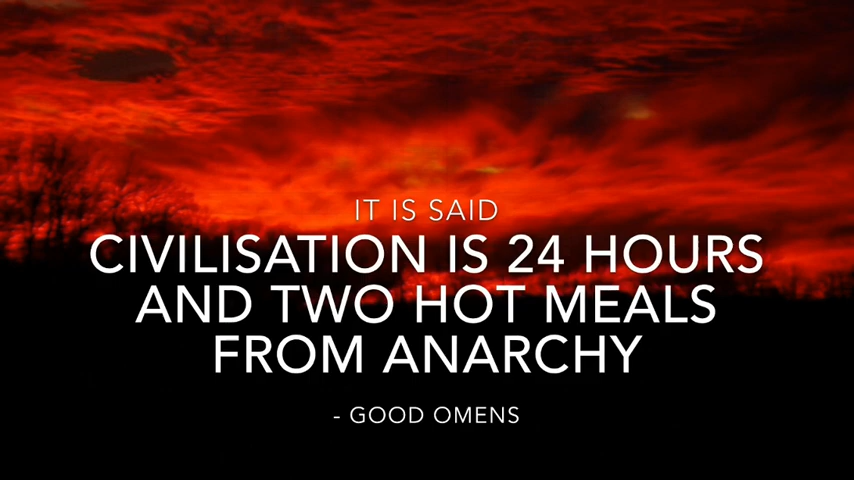 IT IS SAID
CIVILISATION IS 24 HOURS
AND TWO HOT MEALS
FROM ANARCHY
- GOOD OMENS